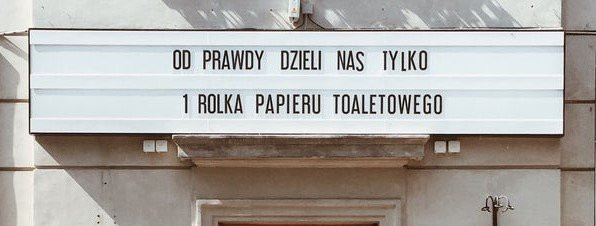 OD PRAWDY DZIELI NAS TYLKO
1 ROLKA PAPIERU TOALETOWEGO